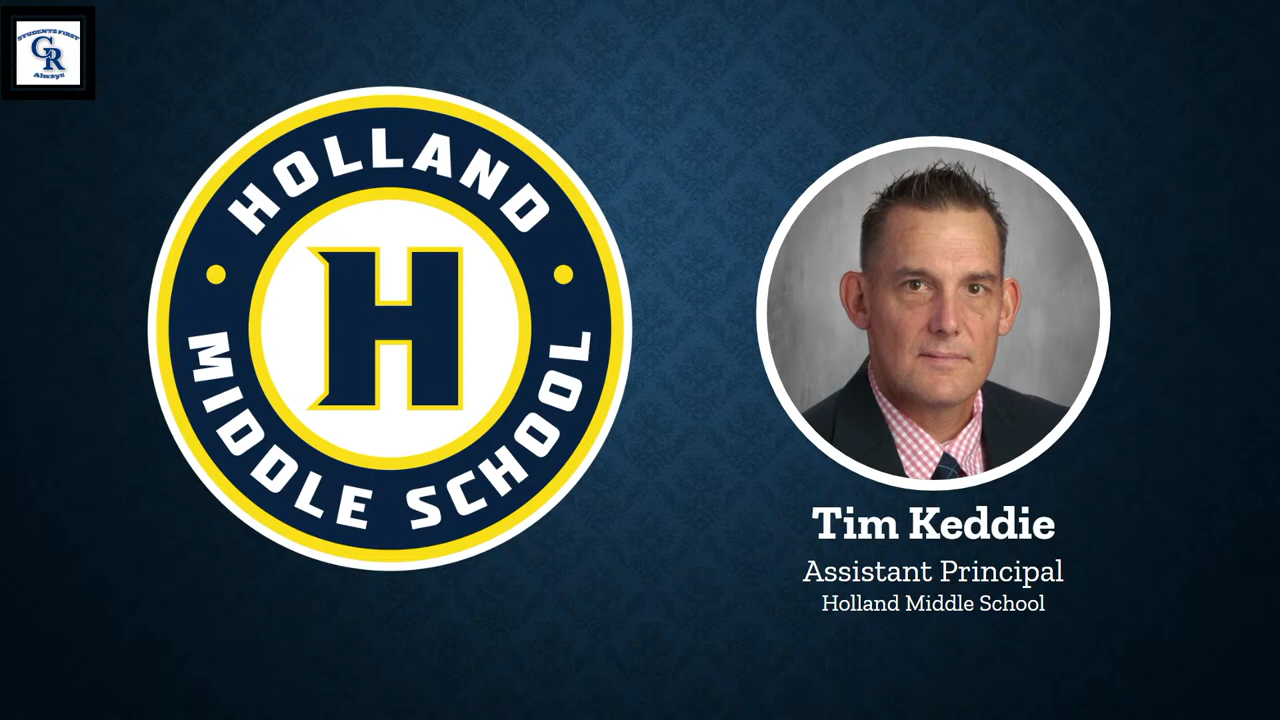 STUDENTS FIRST
GR
Always
HOLLAND
H
MIDDLE SCHOOL
Tim Keddie
Assistant Principal
Holland Middle School